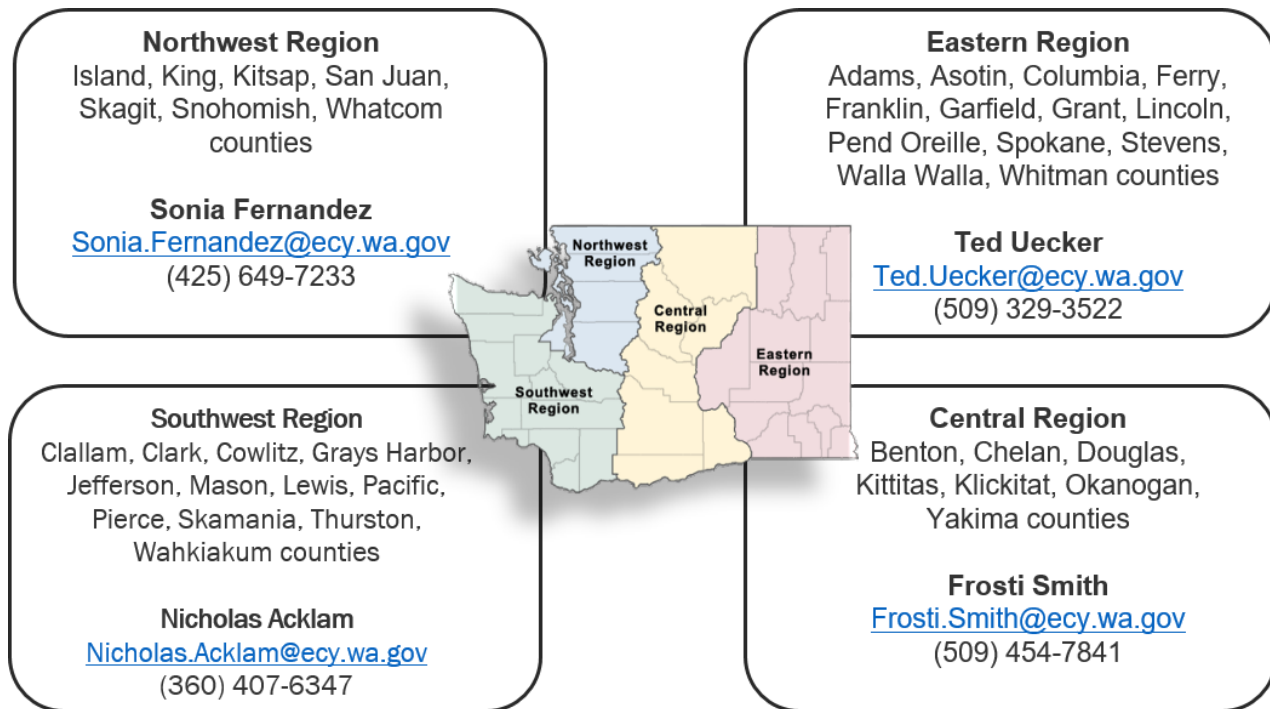 Northwest Region
Island, King, Kitsap, San Juan,
Skagit, Snohomish, Whatcom
counties
Sonia Fernandez
Sonia.Fernandez@ecy.wa.gov
(425) 649-7233
Eastern Region
Adams, Asotin, Columbia, Ferry,
Franklin, Garfield, Grant, Lincoln,
Pend Oreille, Spokane, Stevens,
Walla Walla, Whitman counties
Ted Uecker
Ted.Uecker@ecy.wa.gov
(509) 329-3522
Northwest
Region
Central
Region
Eastern
Region
Southwest
Region
Southwest Region
Clallam, Clark, Cowlitz, Grays Harbor,
Jefferson, Mason, Lewis, Pacific,
Pierce, Skamania, Thurston,
Wahkiakum counties
Nicholas Acklam
Nicholas.Acklam@ecy.wa.gov
(360) 407-6347
Central Region
Benton, Chelan, Douglas,
Kittitas, Klickitat, Okanogan,
Yakima counties
Frosti Smith
Frosti.Smith@ecy.wa.gov
(509) 454-7841